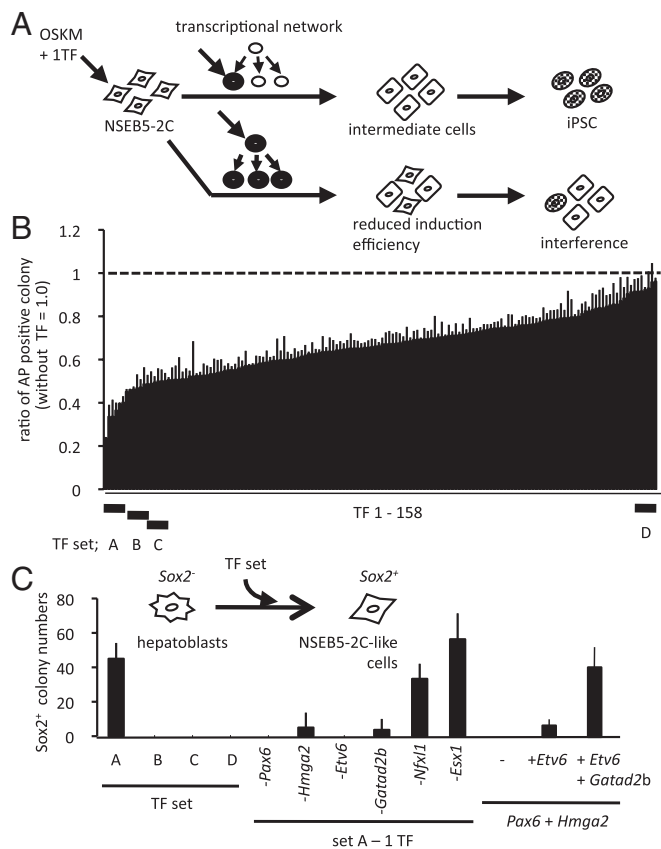 A
OSKM
+ 1TF
transcriptional network
NSEB5-2C
intermediate cells
iPSC
reduced induction
efficiency
interference
B
ratio of AP positive colony
(without TF = 1.0)
1.2
1
0.8
0.6
0.4
0.2
0
TF 1 - 158
TF set; A B C
D
C
Sox2+ colony numbers
80
60
40
20
0
Sox2-
TF set
Sox2+
hepatoblasts
NSEB5-2C-like
cells
A B C D
TF set
-Pax6
-Hmga2
-Etv6
-Gatad2b
-Nfxl1
-Esx1
set A – 1 TF
-
+Etv6
+ Etv6
+ Gatad2b
Pax6 + Hmga2